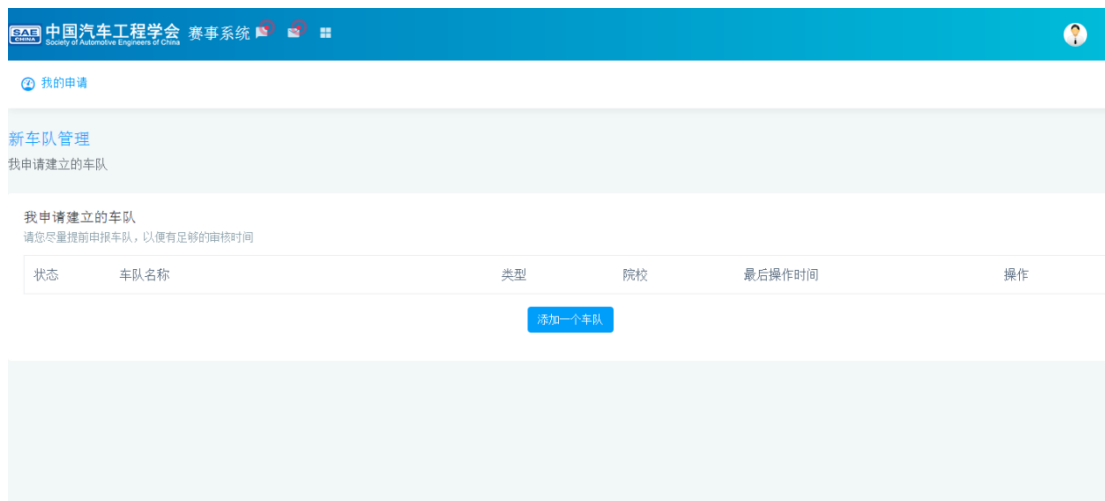 SAE 中国汽车工程学会 赛事系统
CHINA Society of Automotive Engineers of China
我的申请
新车队管理
我申请建立的车队
我申请建立的车队
请您尽量提前申报车队，以便有足够的审核时间
状态 车队名称 类型 院校 最后操作时间 操作
添加一个车队